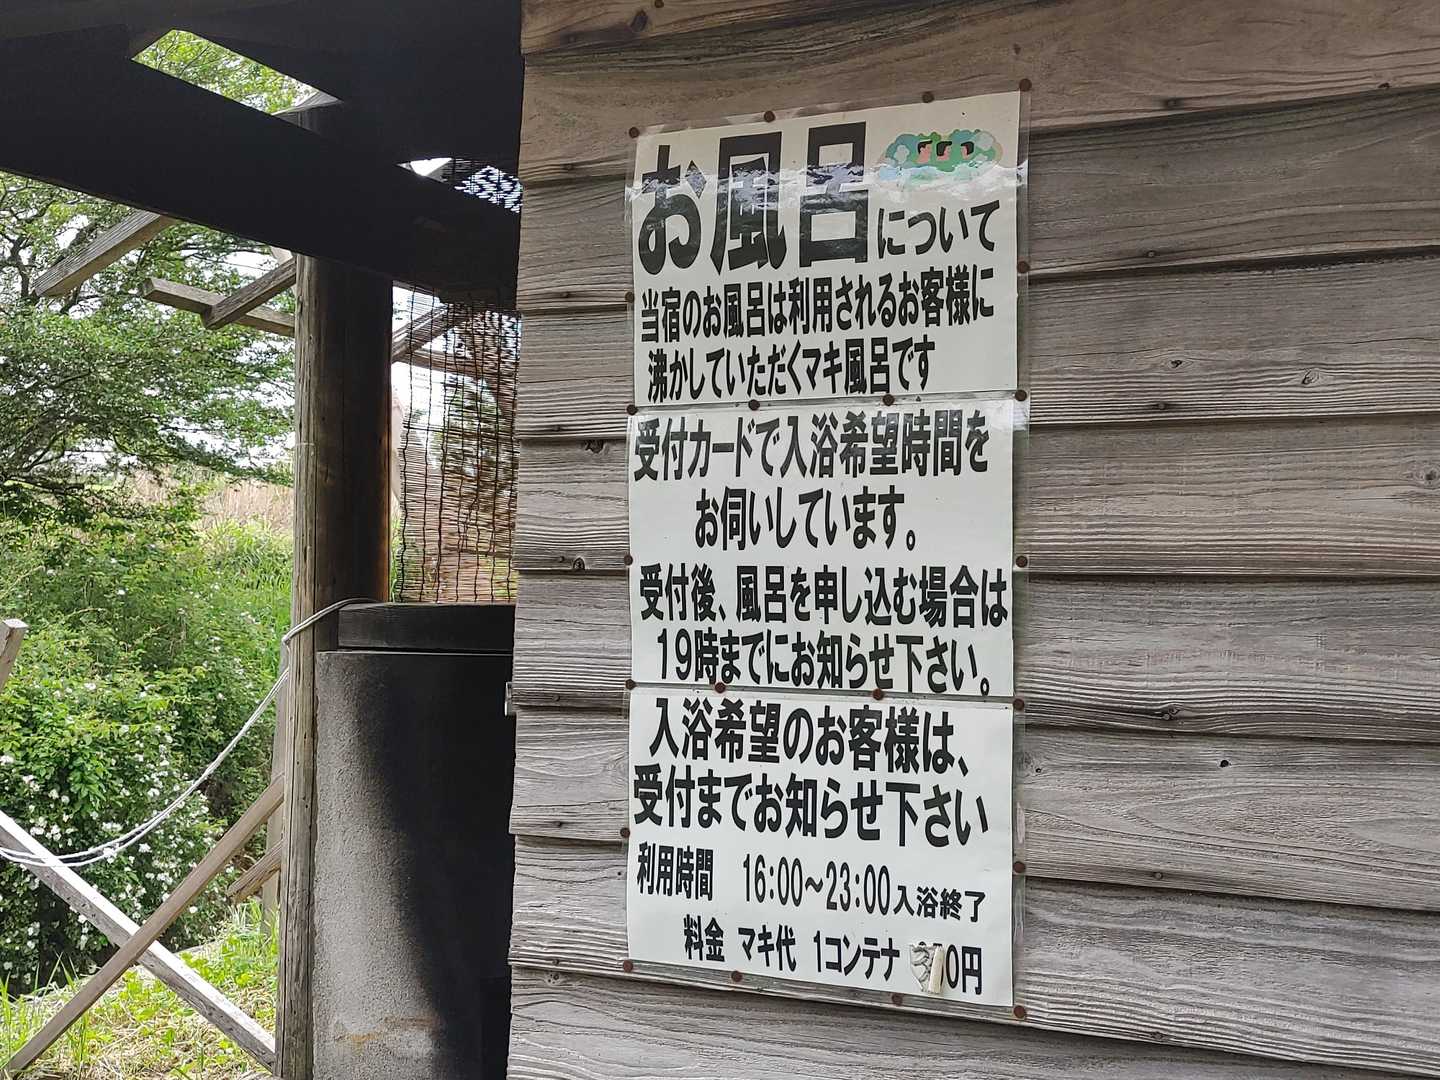 お風呂について
当宿のお風呂は利用されるお客様に
沸かしていただくマキ風呂です
受付カードで入浴希望時間を
お伺いしています。
受付後、風呂を申し込む場合は
19時までにお知らせ下さい。
入浴希望のお客様は、
受付までお知らせ下さい
利用時間 16:00～23:00入浴終了
料金 マキ代 1コンテナ 円